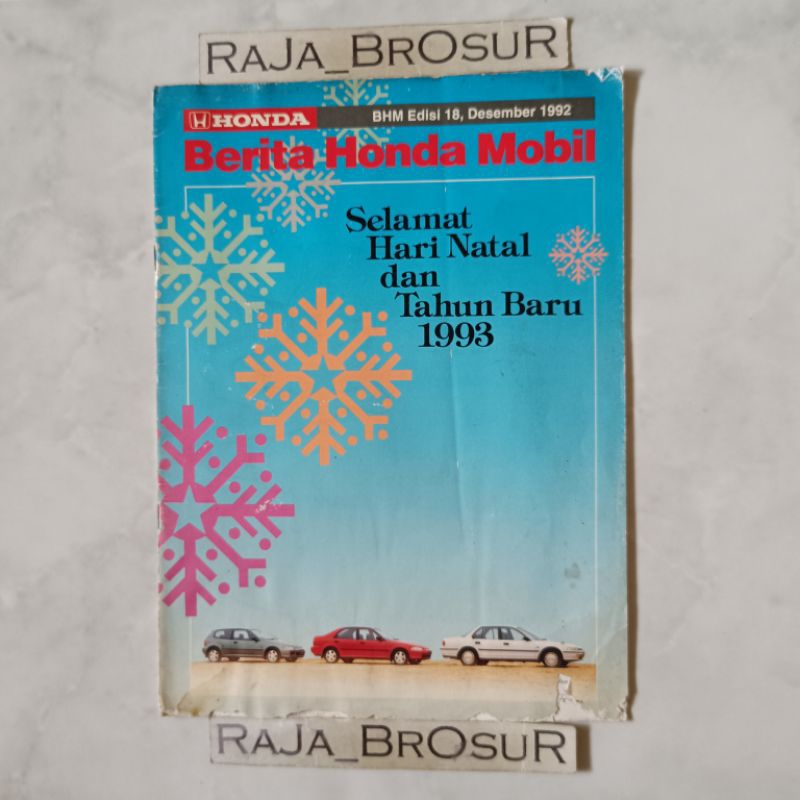 RAJA_BROSUR
HONDA
BHM Edisi 18, Desember 1992
Berita Honda Mobil
Selamat
Hari Natal
dan
Tahun Baru
1993
RAJA_BROSUR